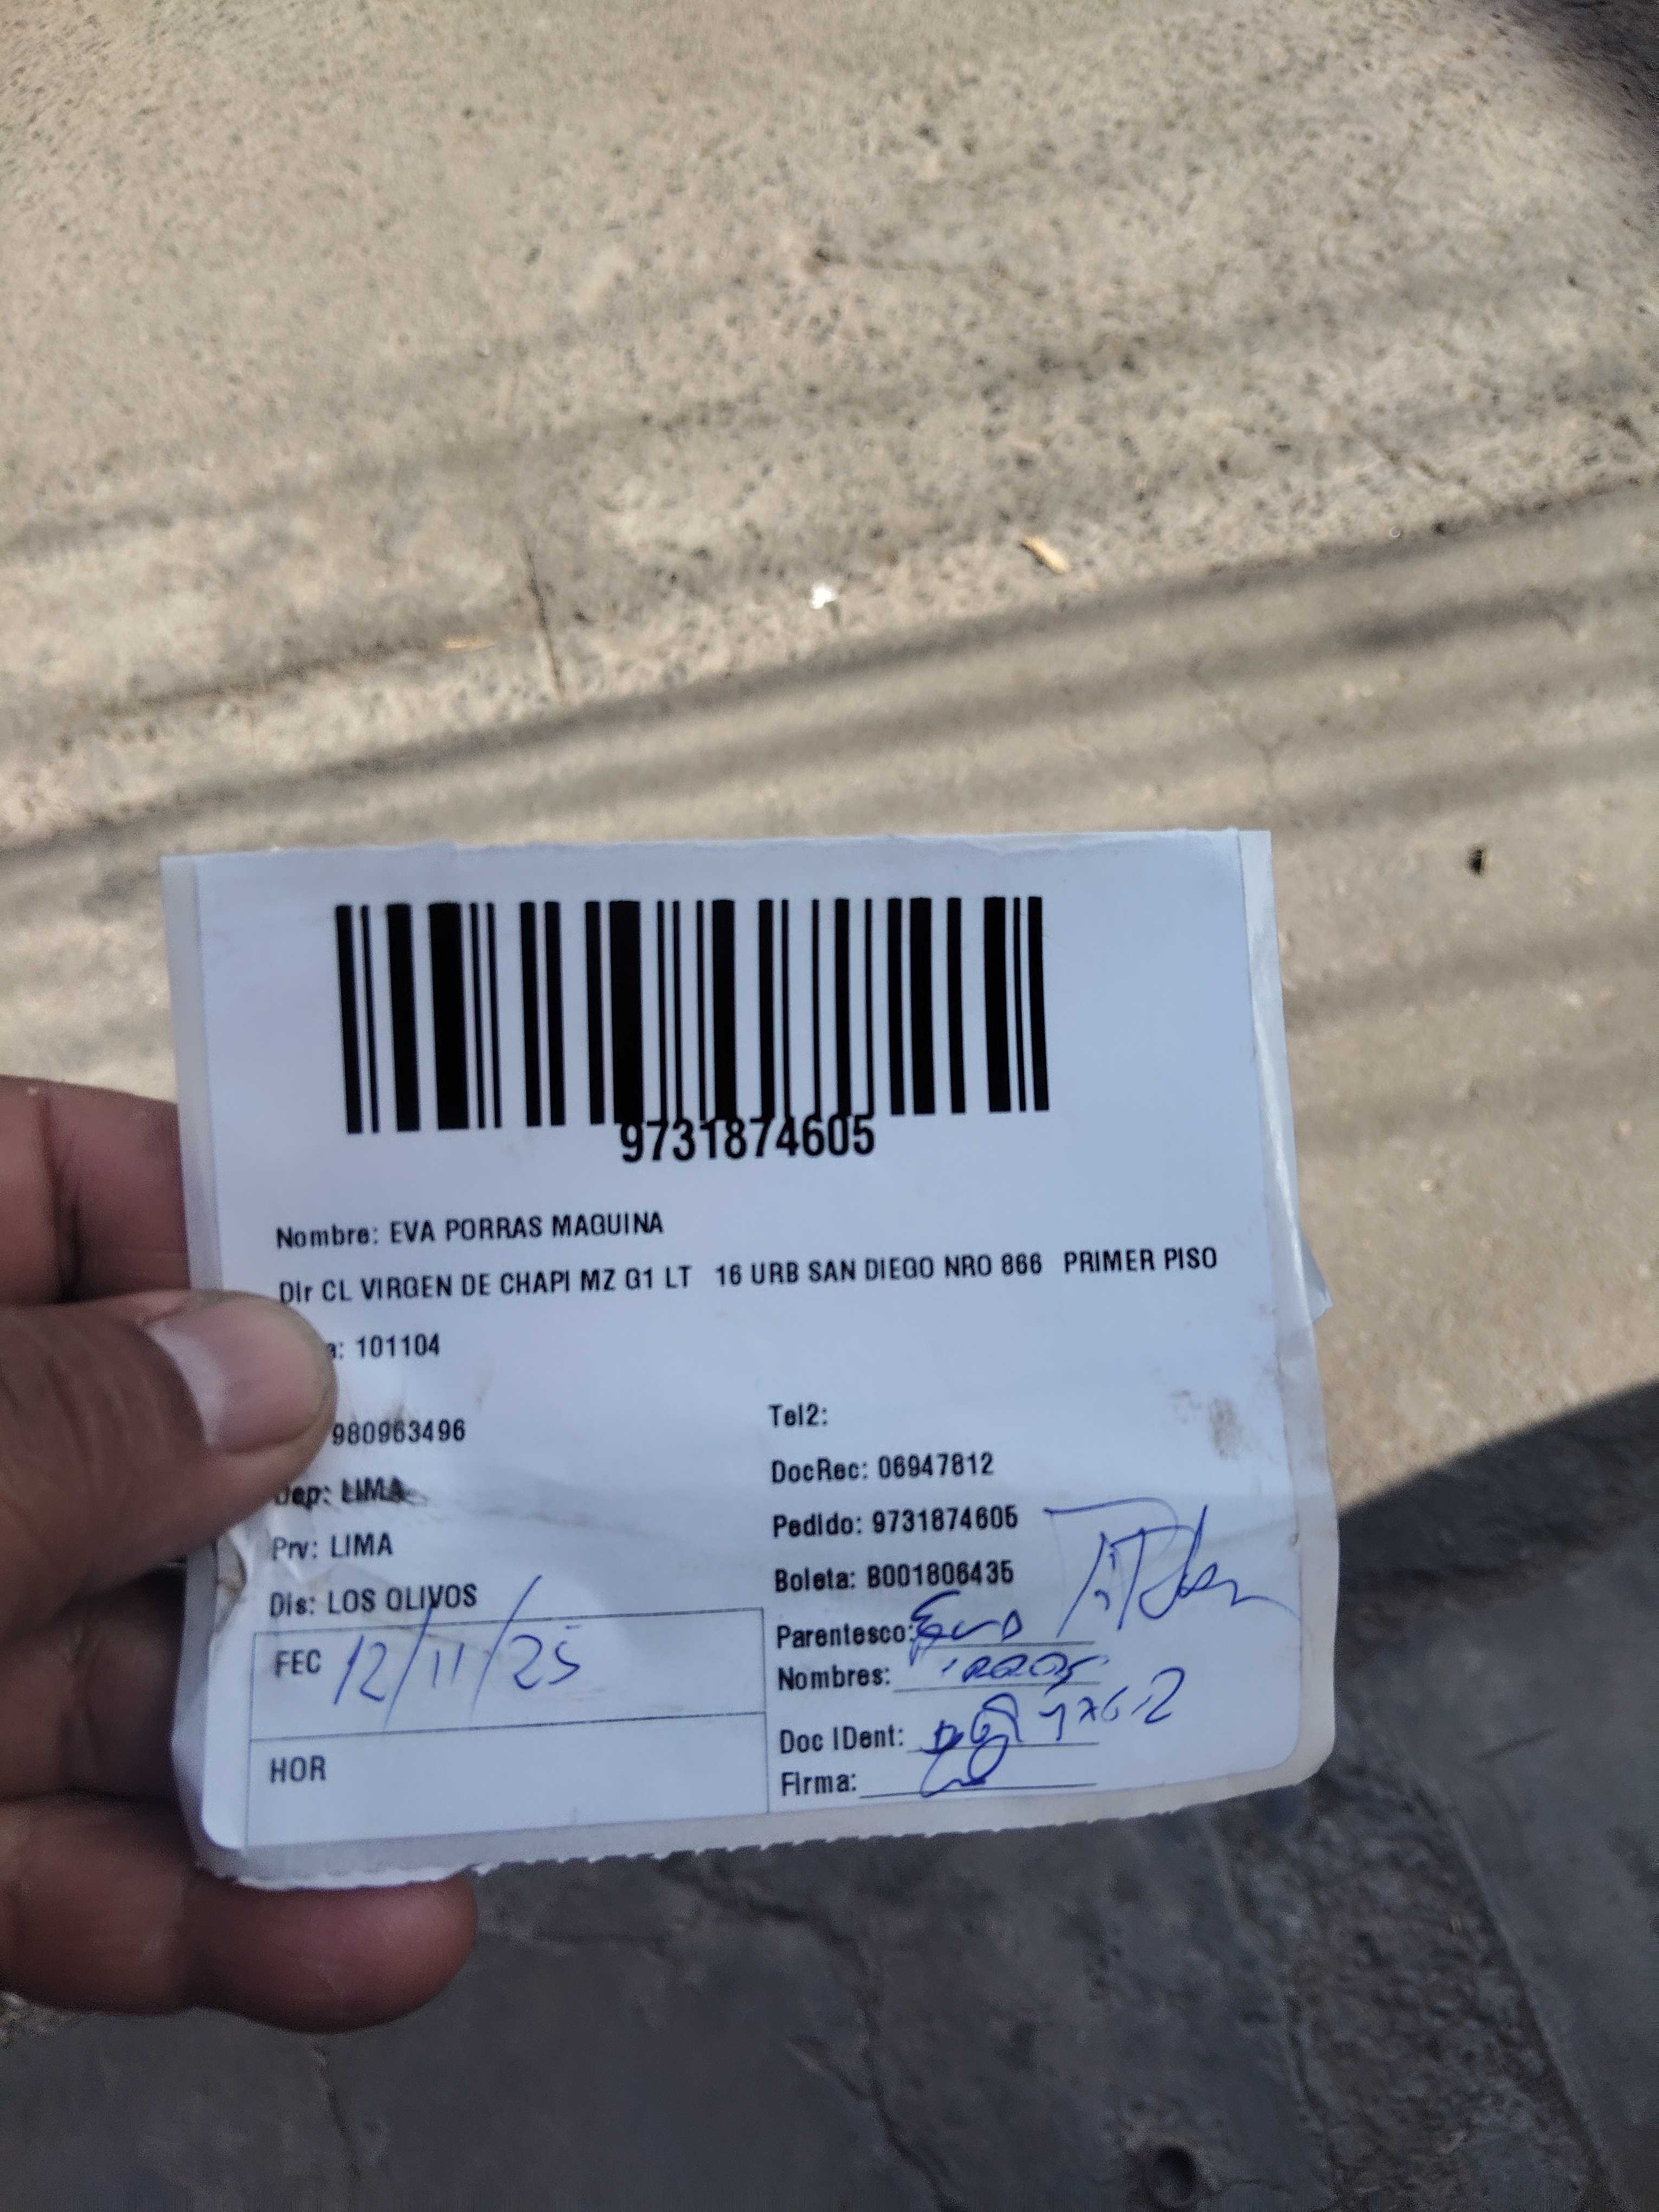 9731874605
Nombre: EVA PORRAS MAQUINA
Dir CL VIRGEN DE CHAPI MZ G1 LT 16 URB SAN DIEGO NRO 866 PRIMER PISO
a: 101104
980963496
Tel2:
Dep: LIMA
DocRec: 06947812
Prv: LIMA
Pedido: 9731874605
Dis: LOS OLIVOS
Boleta: B001806435
FEC 12/11/25
Parentesco: Eva
Nombres:
HOR
Doc IDent:
Firma: